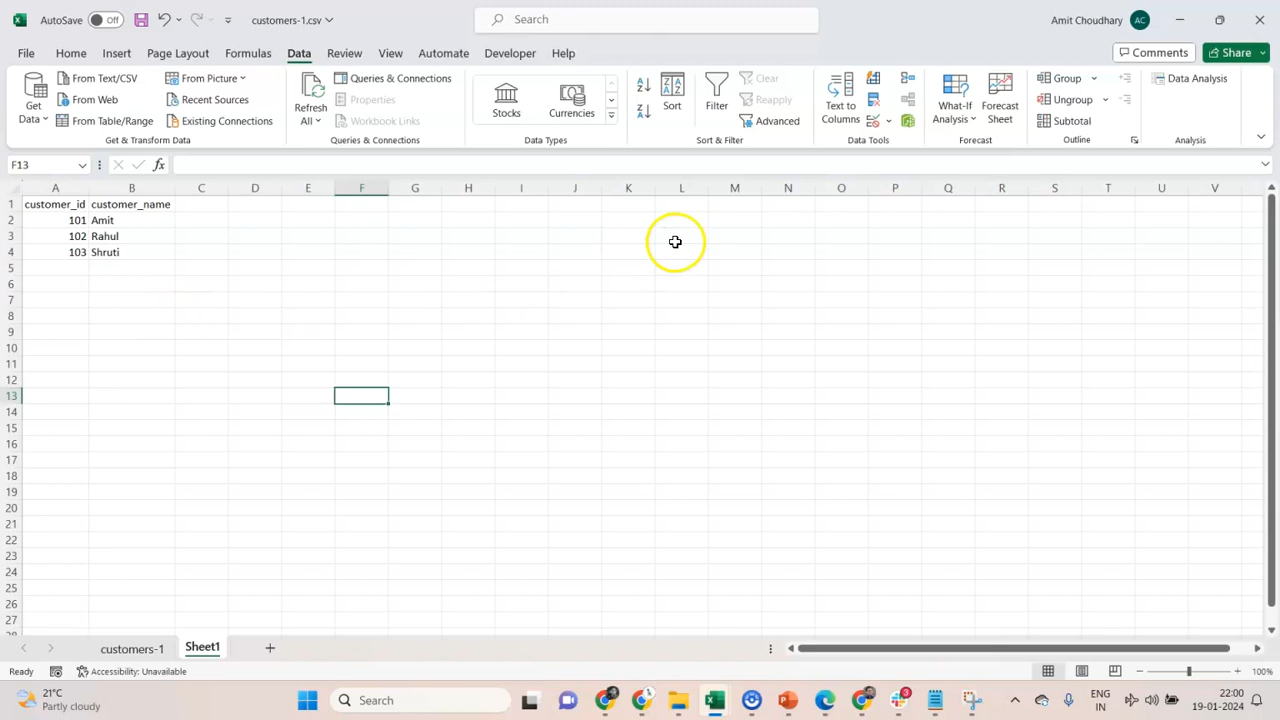 AutoSave Off customers-1.csv Search Amit Choudhary AC
File Home Insert Page Layout Formulas Data Review View Automate Developer Help Comments Share
Get Data From Text/CSV From Picture
From Web Recent Sources
From Table/Range Existing Connections
Get & Transform Data
Refresh All Queries & Connections
Properties
Workbook Links
Queries & Connections
Stocks Currencies
Data Types
Sort Filter Clear
Reapply
Advanced
Sort & Filter
Text to Columns
Data Tools
What-If Analysis Forecast Sheet
Forecast
Group
Ungroup
Subtotal
Outline
Data Analysis
Analysis
F13 fx
A B C D E F G H I J K L M N O P Q R S T U V
1 customer_id customer_name
2 101 Amit
3 102 Rahul
4 103 Shruti
5
6
7
8
9
10
11
12
13
14
15
16
17
18
19
20
21
22
23
24
25
26
27
28
customers-1 Sheet1
Ready Accessibility: Unavailable 100%
21°C
Partly cloudy
Search
3
ENG
IN
22:00
19-01-2024